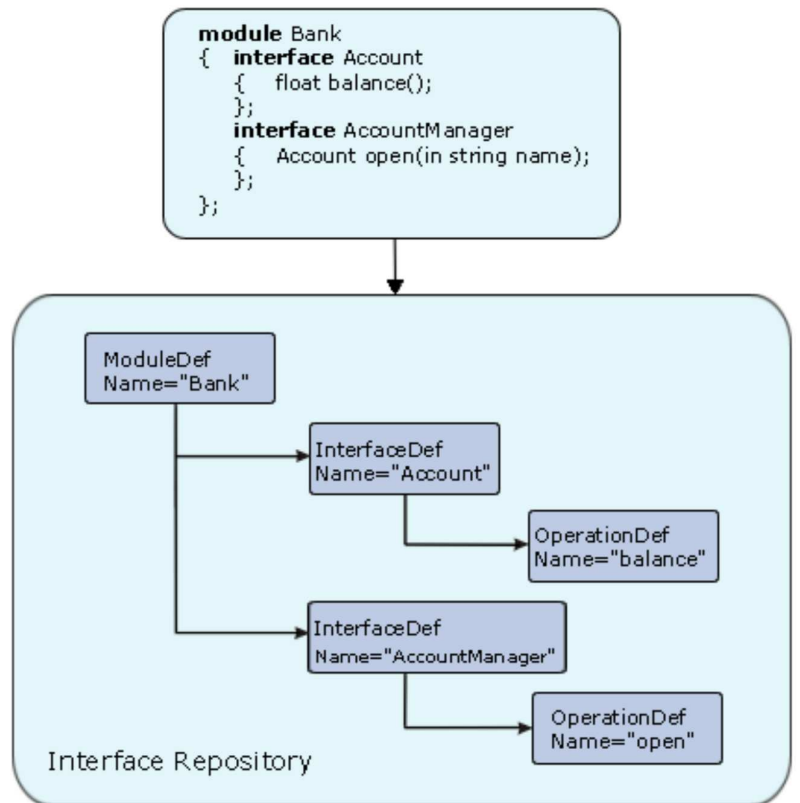 module Bank
{ interface Account
{ float balance();
};
interface AccountManager
{ Account open(in string name);
};
};
ModuleDef
Name="Bank"
InterfaceDef
Name="Account"
OperationDef
Name="balance"
InterfaceDef
Name="AccountManager"
OperationDef
Name="open"
Interface Repository